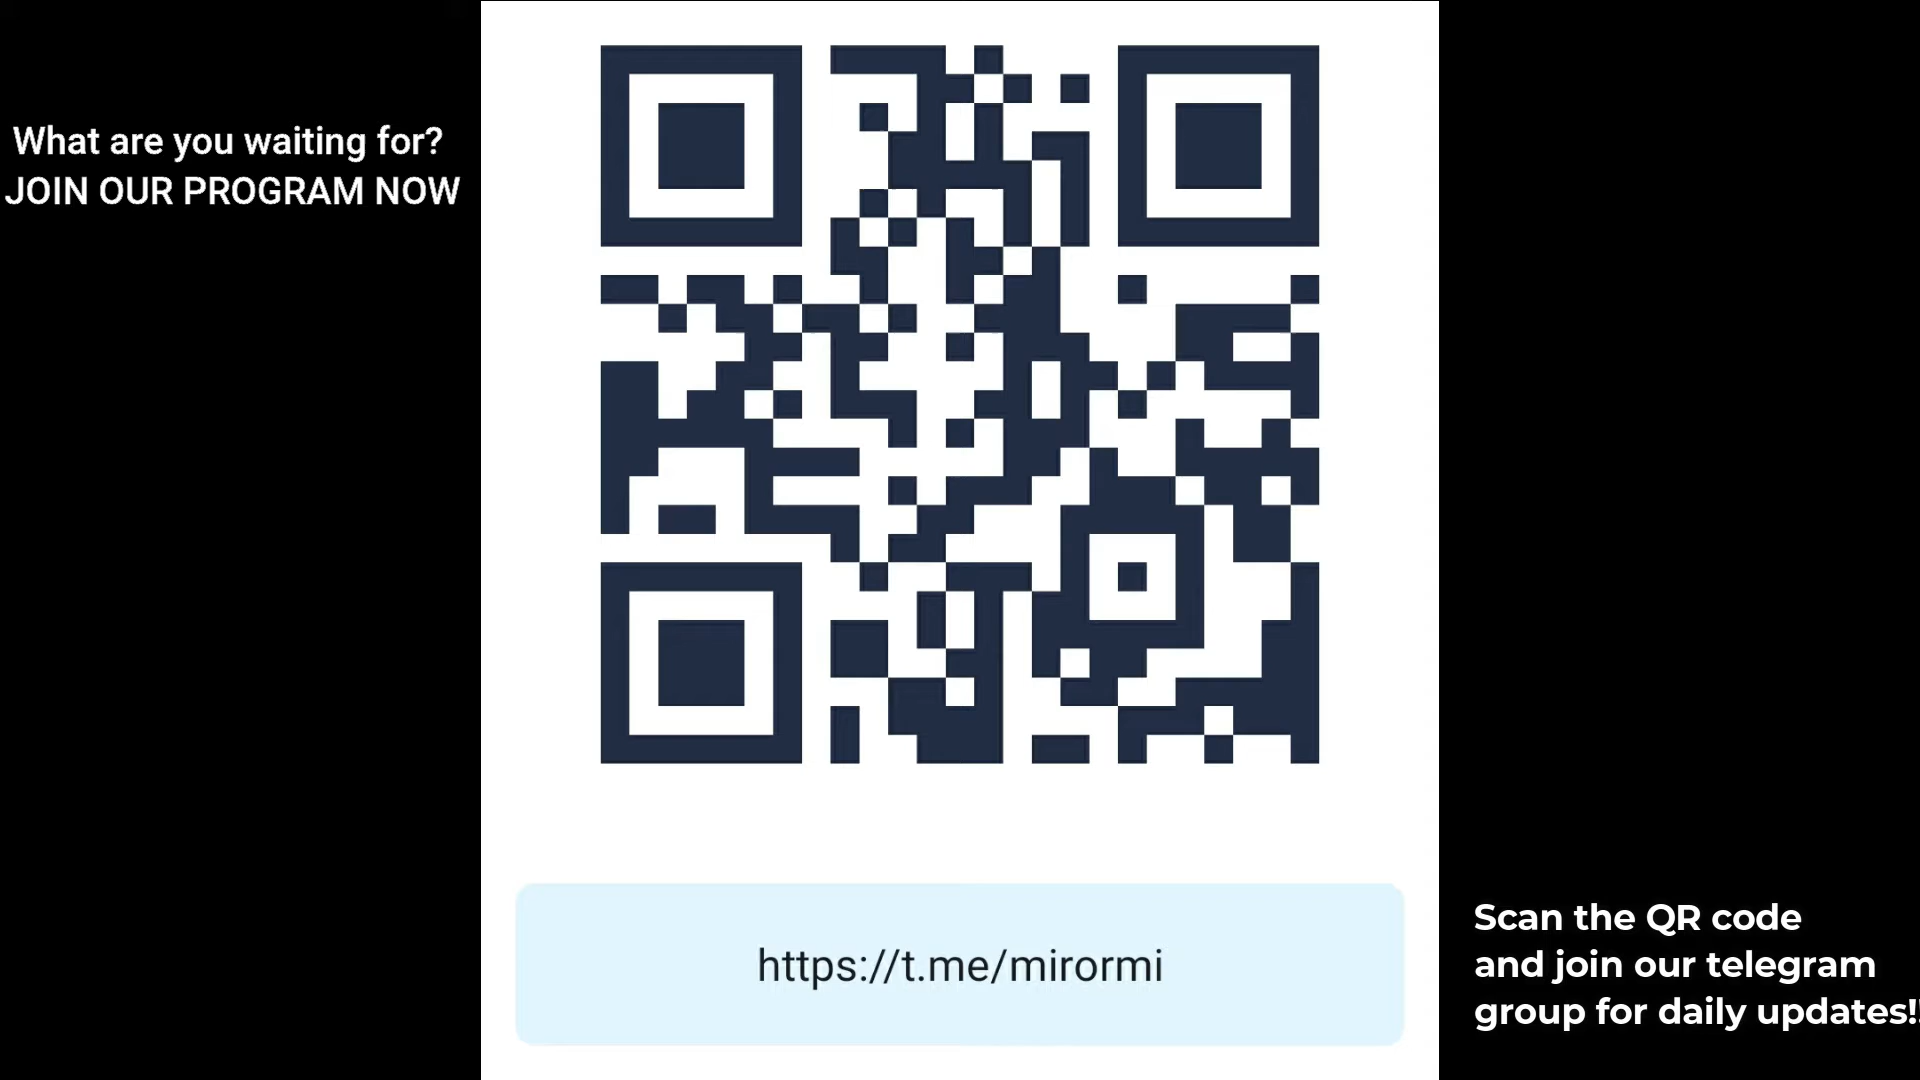 What are you waiting for?
JOIN OUR PROGRAM NOW
https://t.me/mirormi
Scan the QR code
and join our telegram
group for daily updates!!